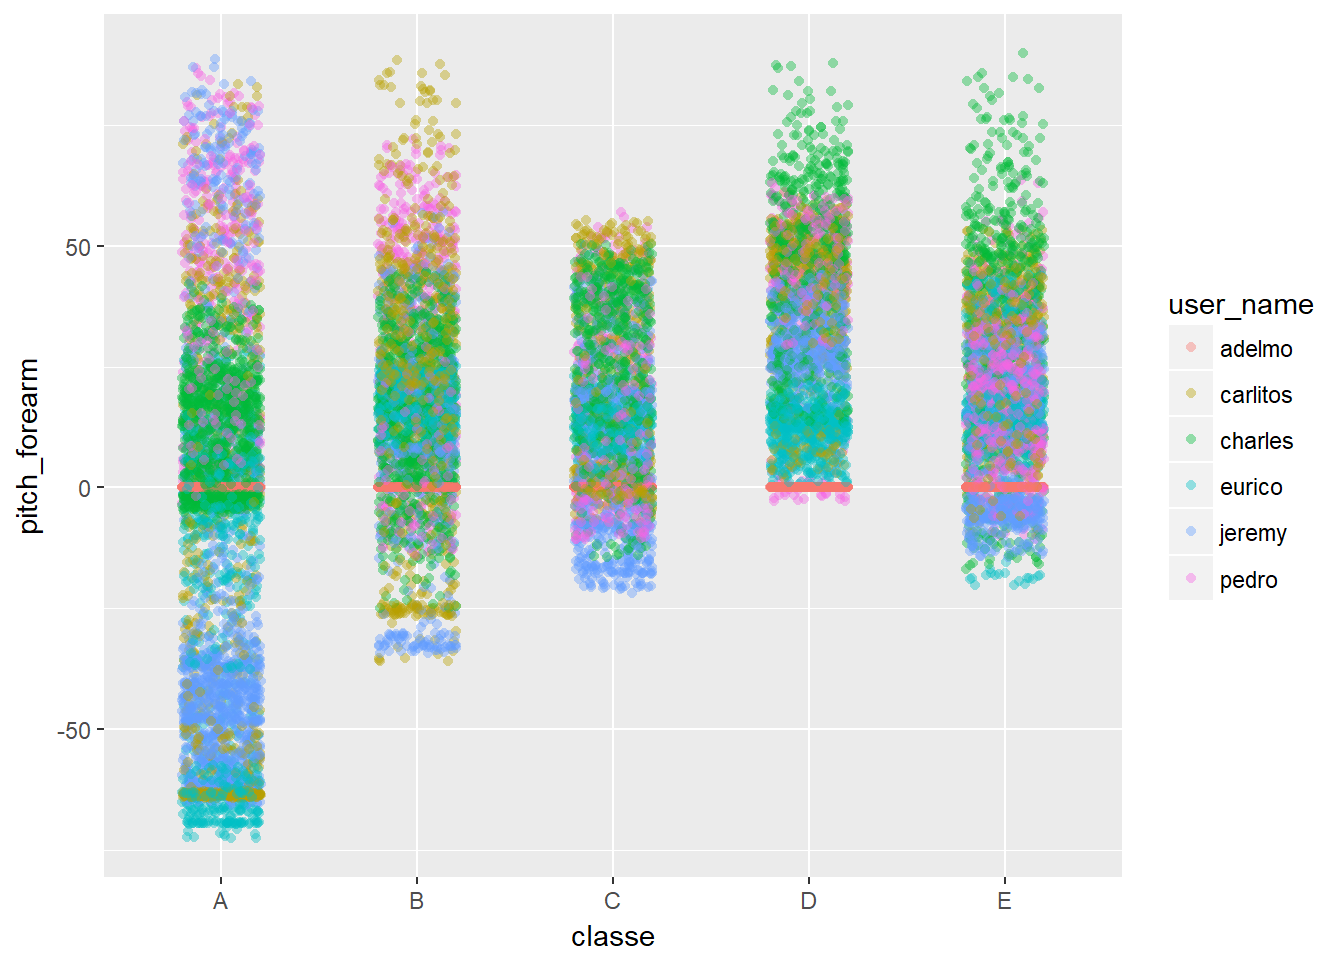 50
0
-50
pitch_forearm
A B C D E
classe
user_name
adelmo
carlitos
charles
eurico
jeremy
pedro